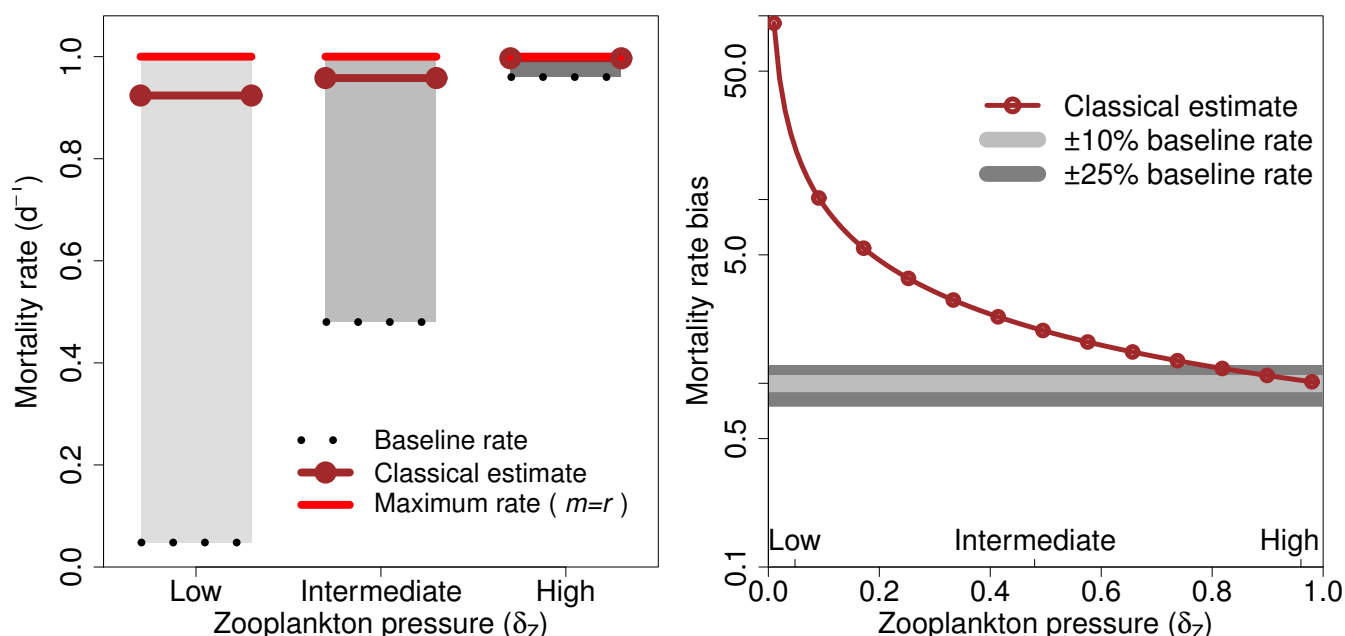 Mortality rate (d⁻¹)
1.0
0.8
0.6
0.4
0.2
0.0
Baseline rate
Classical estimate
Maximum rate ( m=r )
Low Intermediate High
Zooplankton pressure (δ_Z)
Mortality rate bias
50.0
5.0
0.5
0.1
Classical estimate
±10% baseline rate
±25% baseline rate
Low Intermediate High
0.0 0.2 0.4 0.6 0.8 1.0
Zooplankton pressure (δ_Z)